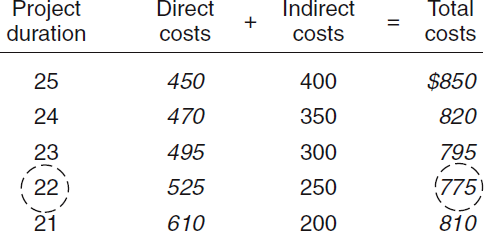 Project Direct Indirect Total
duration costs + costs = costs
25 450 400 $850
24 470 350 820
23 495 300 795
22 525 250 775
21 610 200 810